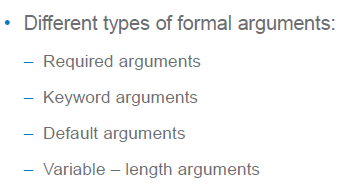 • Different types of formal arguments:
– Required arguments
– Keyword arguments
– Default arguments
– Variable – length arguments